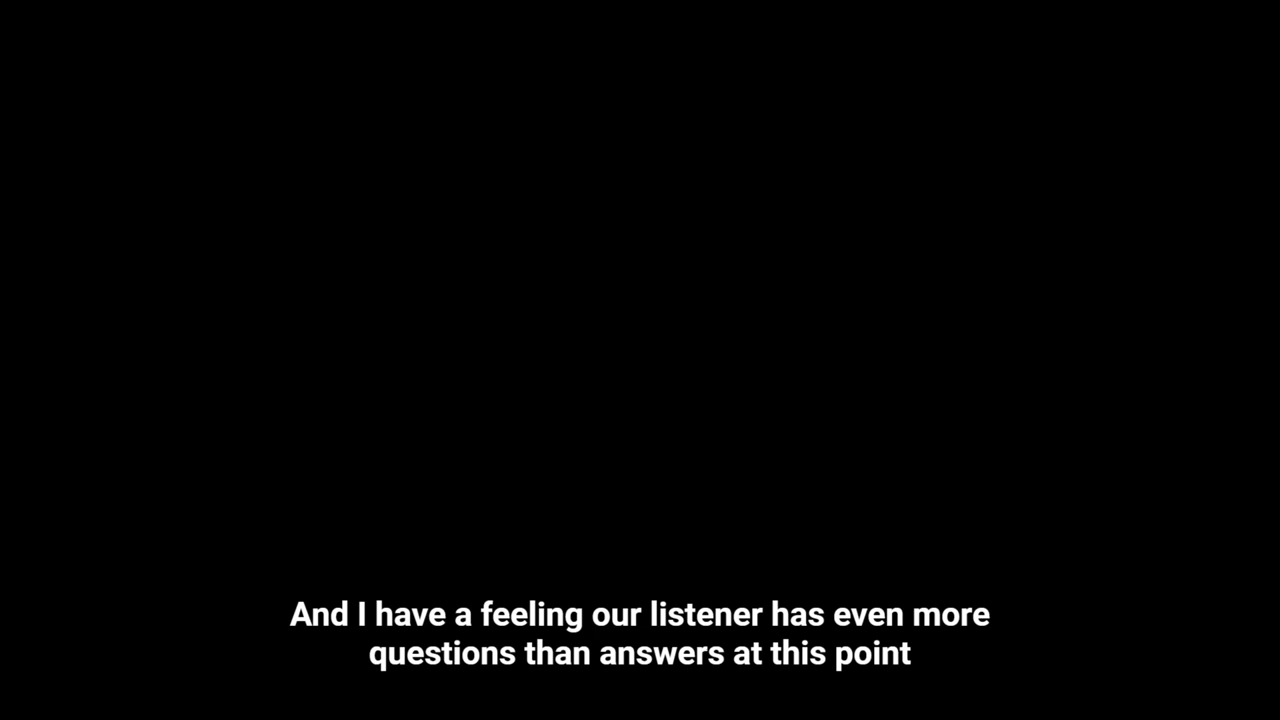 And I have a feeling our listener has even more
questions than answers at this point